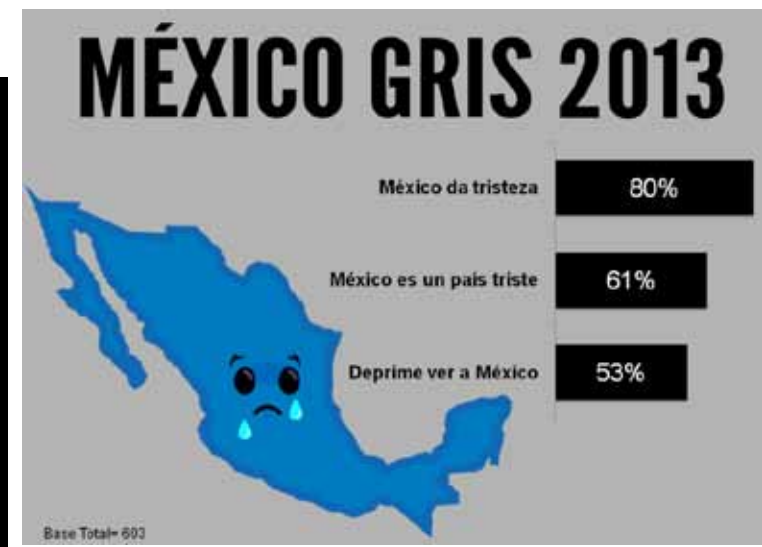 MÉXICO GRIS 2013
México da tristeza
80%
México es un país triste
61%
Deprime ver a México
53%
Base Total= 603